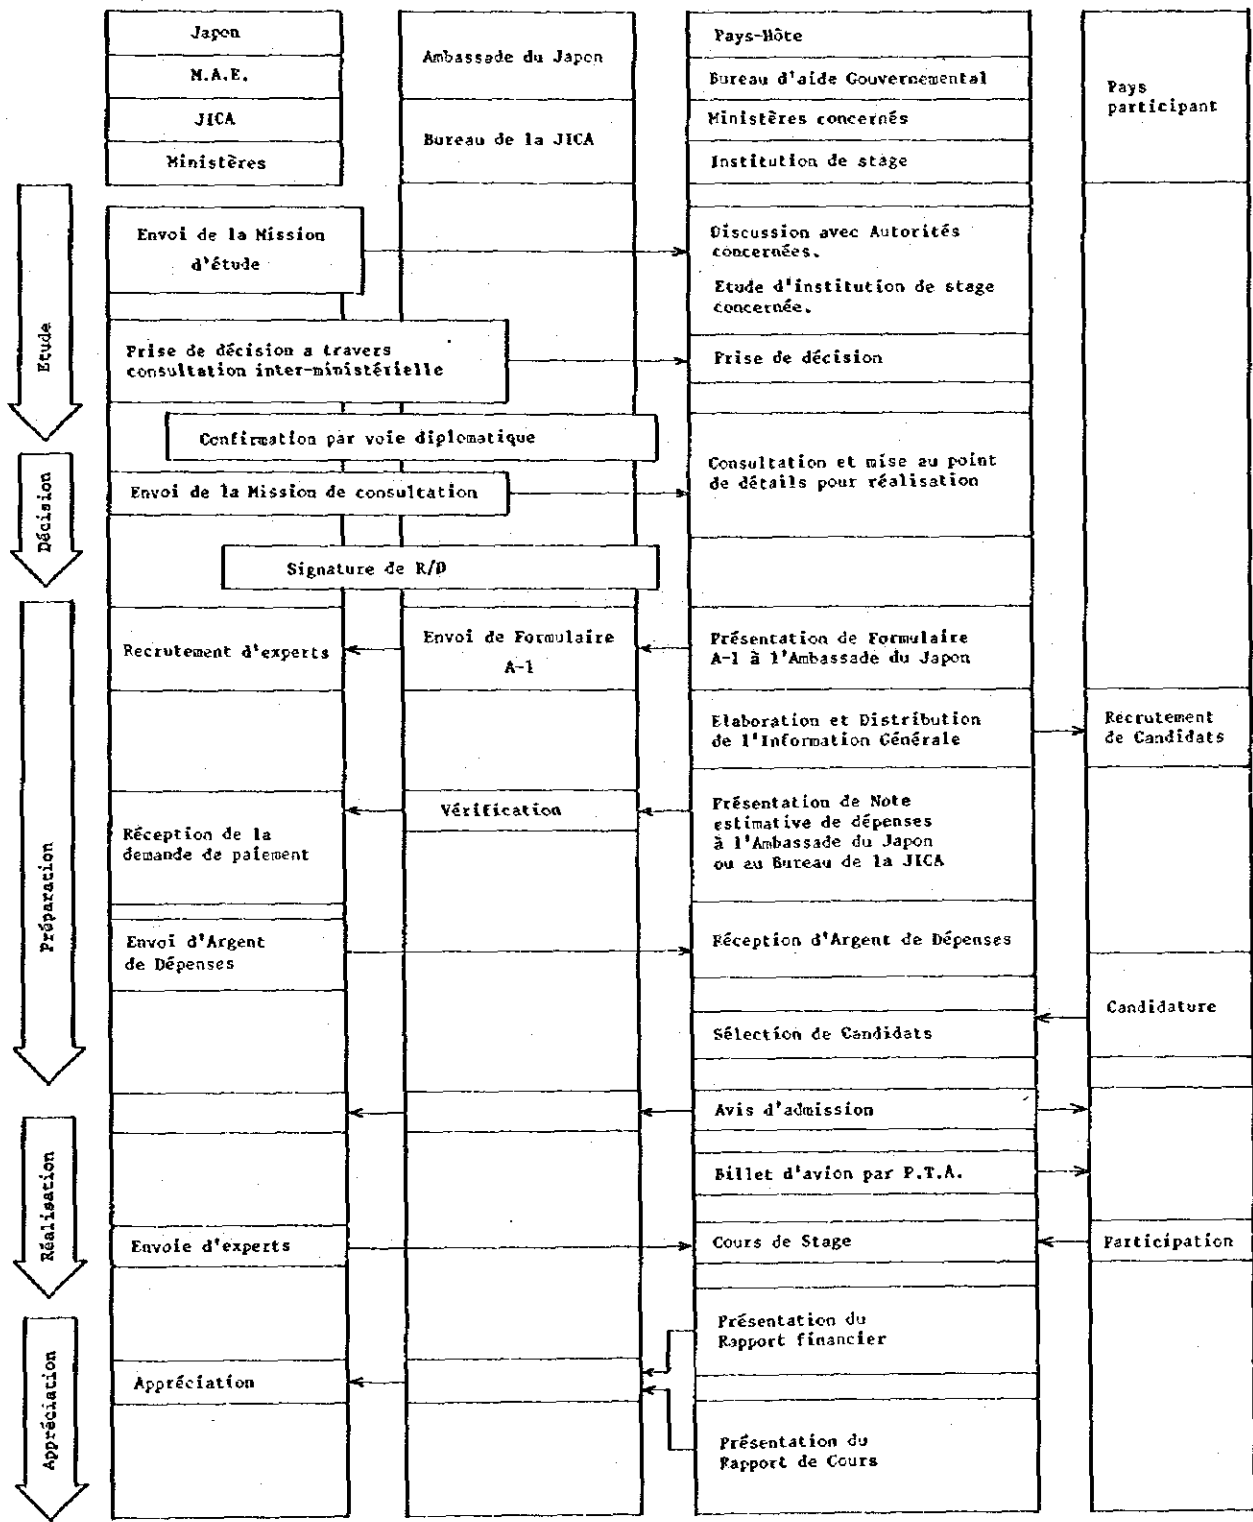 Japon
M.A.E.
JICA
Ministères
Ambassade du Japon
Bureau de la JICA
Pays-Hôte
Bureau d'aide Gouvernemental
Ministères concernés
Institution de stage
Pays
participant
Etude
Envoi de la Mission
d'étude
Discussion avec Autorités
concernées.
Etude d'institution de stage
concernée.
Prise de décision a travers
consultation inter-ministérielle
Prise de décision
Confirmation par voie diplomatique
Décision
Envoi de la Mission de consultation
Consultation et mise au point
de détails pour réalisation
Signature de R/D
Préparation
Recrutement d'experts
Envoi de Formulaire
A-1
Présentation de Formulaire
A-1 à l'Ambassade du Japon
Elaboration et Distribution
de l'Information Générale
Recrutement
de Candidats
Réception de la
demande de paiement
Vérification
Présentation de Note
estimative de dépenses
à l'Ambassade du Japon
ou au Bureau de la JICA
Envoi d'Argent
de Dépenses
Réception d'Argent de Dépenses
Candidature
Sélection de Candidats
Réalisation
Avis d'admission
Billet d'avion par P.T.A.
Envoie d'experts
Cours de Stage
Participation
Appréciation
Présentation du
Rapport financier
Appréciation
Présentation du
Rapport de Cours